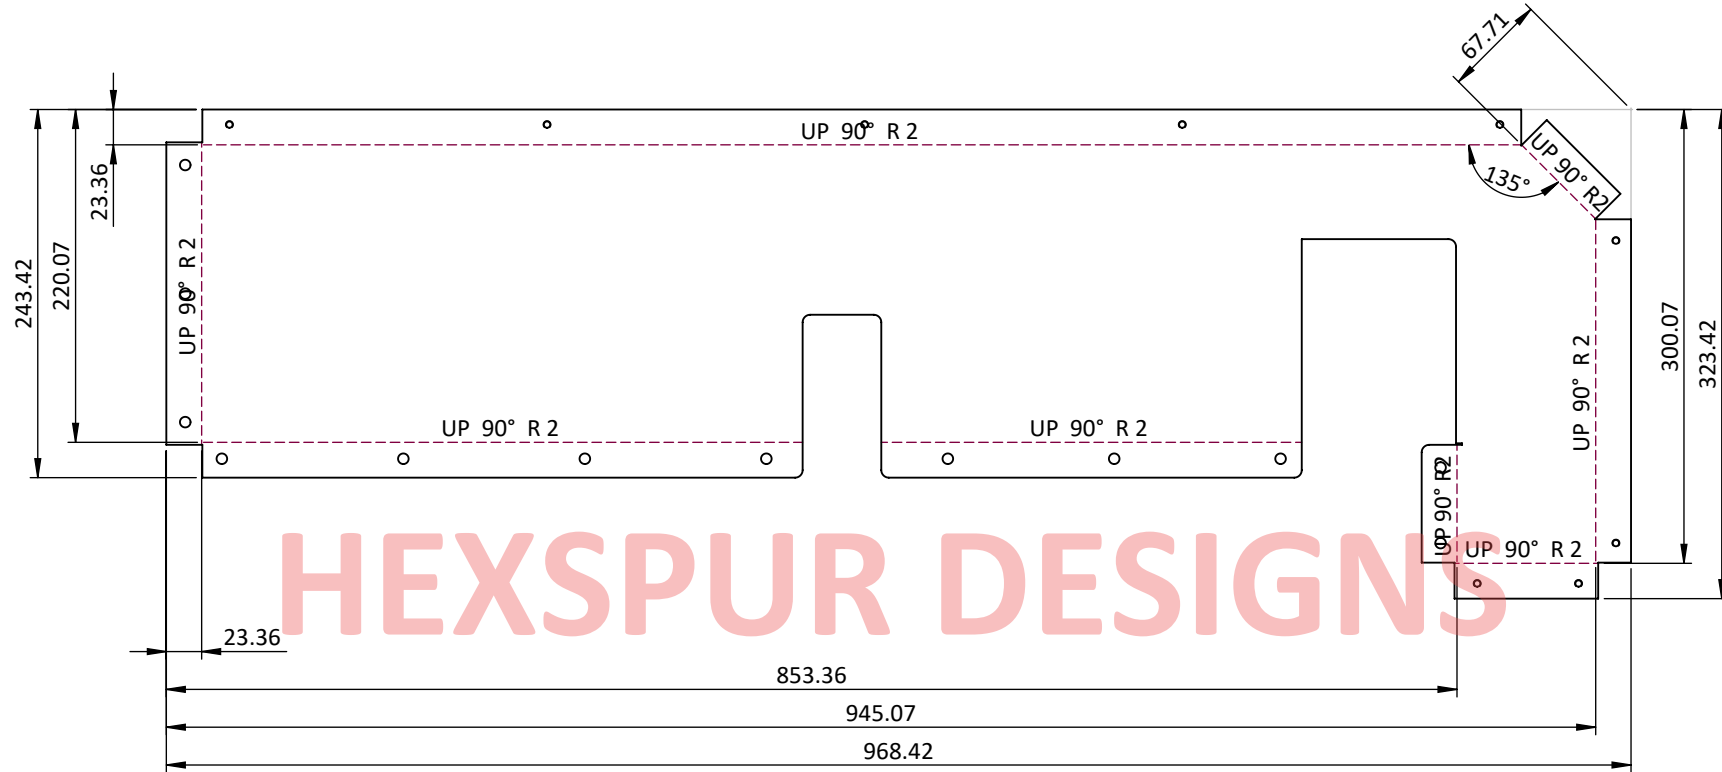 67.71
UP 90° R 2
UP 90° R2
135°
23.36
243.42
220.07
UP 90° R 2
300.07
323.42
UP 90° R 2
UP 90° R 2
UP 90° R 2
UP 90° R2
UP 90° R 2
HEXSPUR DESIGNS
23.36
853.36
945.07
968.42